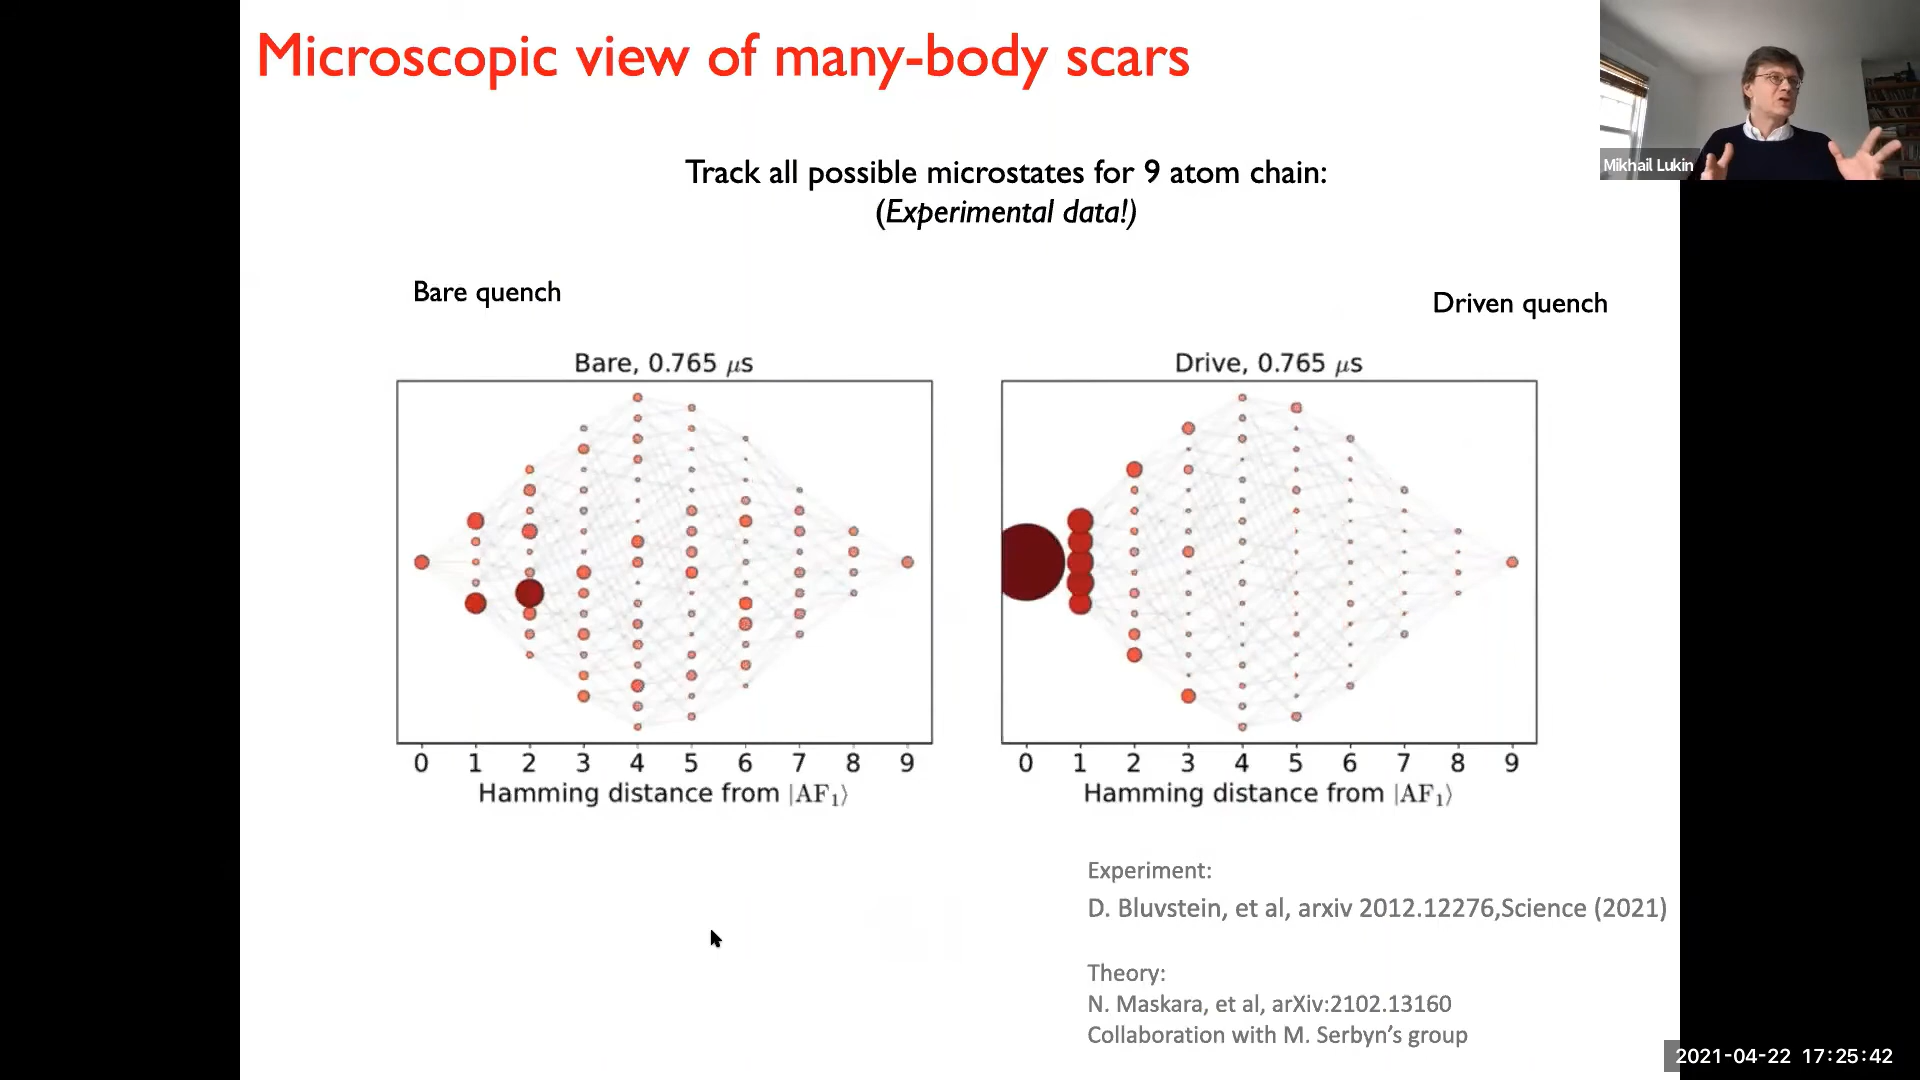 Microscopic view of many-body scars
Mikhail Lukin
Track all possible microstates for 9 atom chain:
(Experimental data!)
Bare quench
Driven quench
Bare, 0.765 μs
Drive, 0.765 μs
0 1 2 3 4 5 6 7 8 9
0 1 2 3 4 5 6 7 8 9
Hamming distance from |AF₁⟩
Hamming distance from |AF₁⟩
Experiment:
D. Bluvstein, et al, arxiv 2012.12276,Science (2021)
Theory:
N. Maskara, et al, arXiv:2102.13160
Collaboration with M. Serbyn’s group
2021-04-22 17:25:42